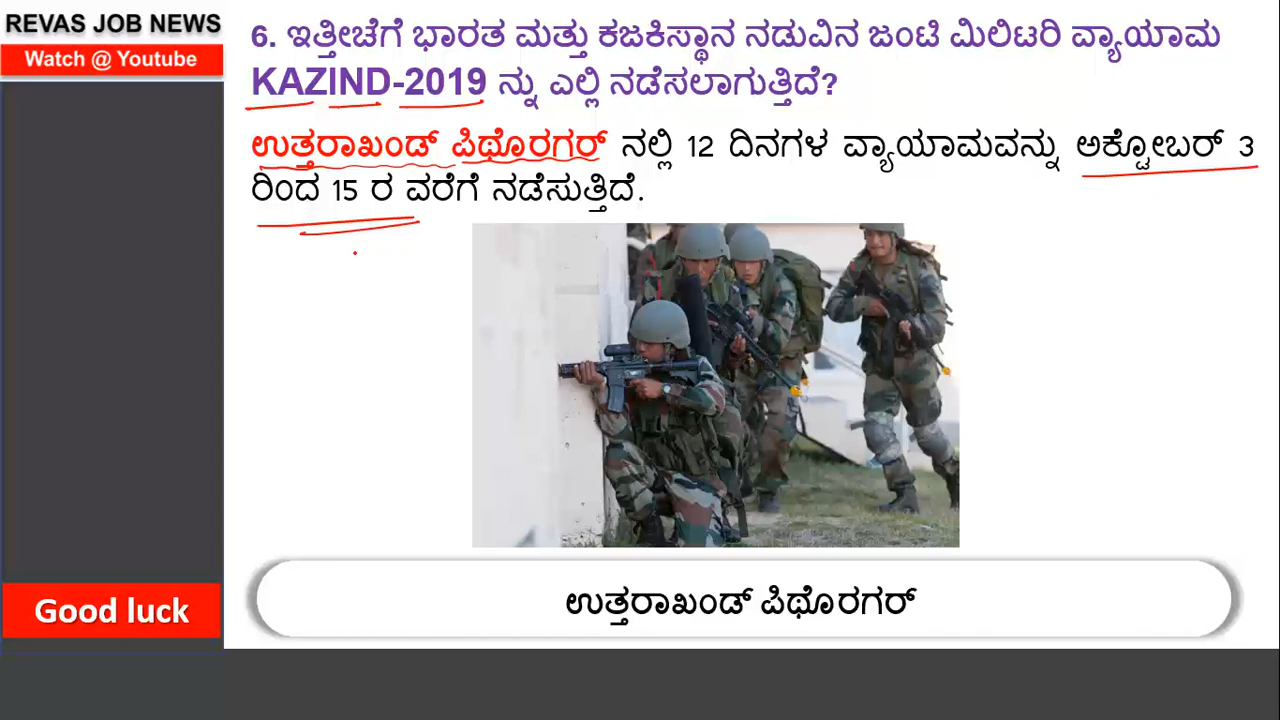 REVAS JOB NEWS
Watch @ Youtube
6. ಇತ್ತೀಚೆಗೆ ಭಾರತ ಮತ್ತು ಕಜಕಿಸ್ಥಾನ ನಡುವಿನ ಜಂಟಿ ಮಿಲಿಟರಿ ವ್ಯಾಯಾಮ
KAZIND-2019 ನ್ನು ಎಲ್ಲಿ ನಡೆಸಲಾಗುತ್ತಿದೆ?
ಉತ್ತರಾಖಂಡ್ ಪಿಥೊರಗರ್ ನಲ್ಲಿ 12 ದಿನಗಳ ವ್ಯಾಯಾಮವನ್ನು ಅಕ್ಟೋಬರ್ 3
ರಿಂದ 15 ರ ವರೆಗೆ ನಡೆಸುತ್ತಿದೆ.
ಉತ್ತರಾಖಂಡ್ ಪಿಥೊರಗರ್
Good luck